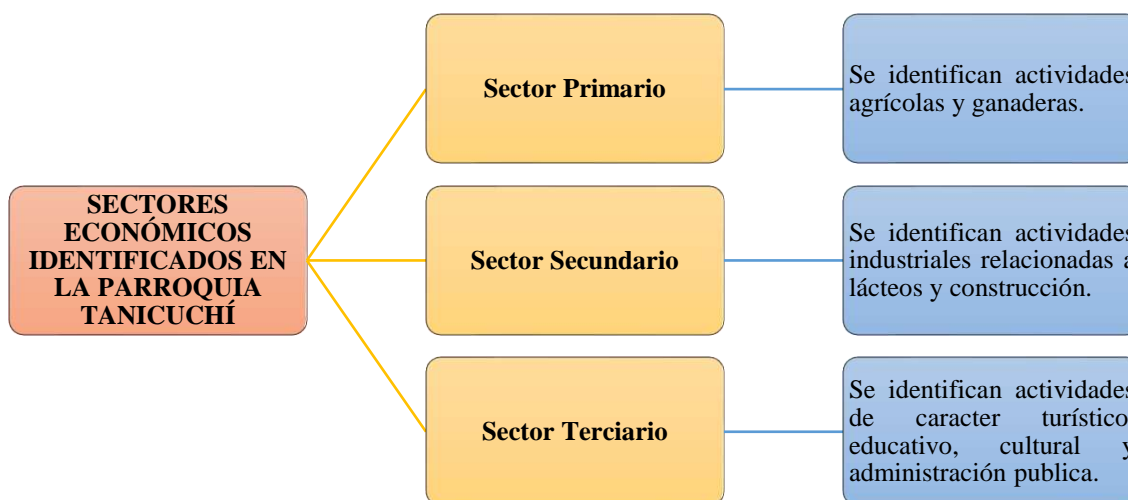 SECTORES
ECONÓMICOS
IDENTIFICADOS EN
LA PARROQUIA
TANICUCHÍ
Sector Primario
Se identifican actividades
agrícolas y ganaderas.
Sector Secundario
Se identifican actividades
industriales relacionadas a
lácteos y construcción.
Sector Terciario
Se identifican actividades
de caracter turístico
educativo, cultural y
administración publica.